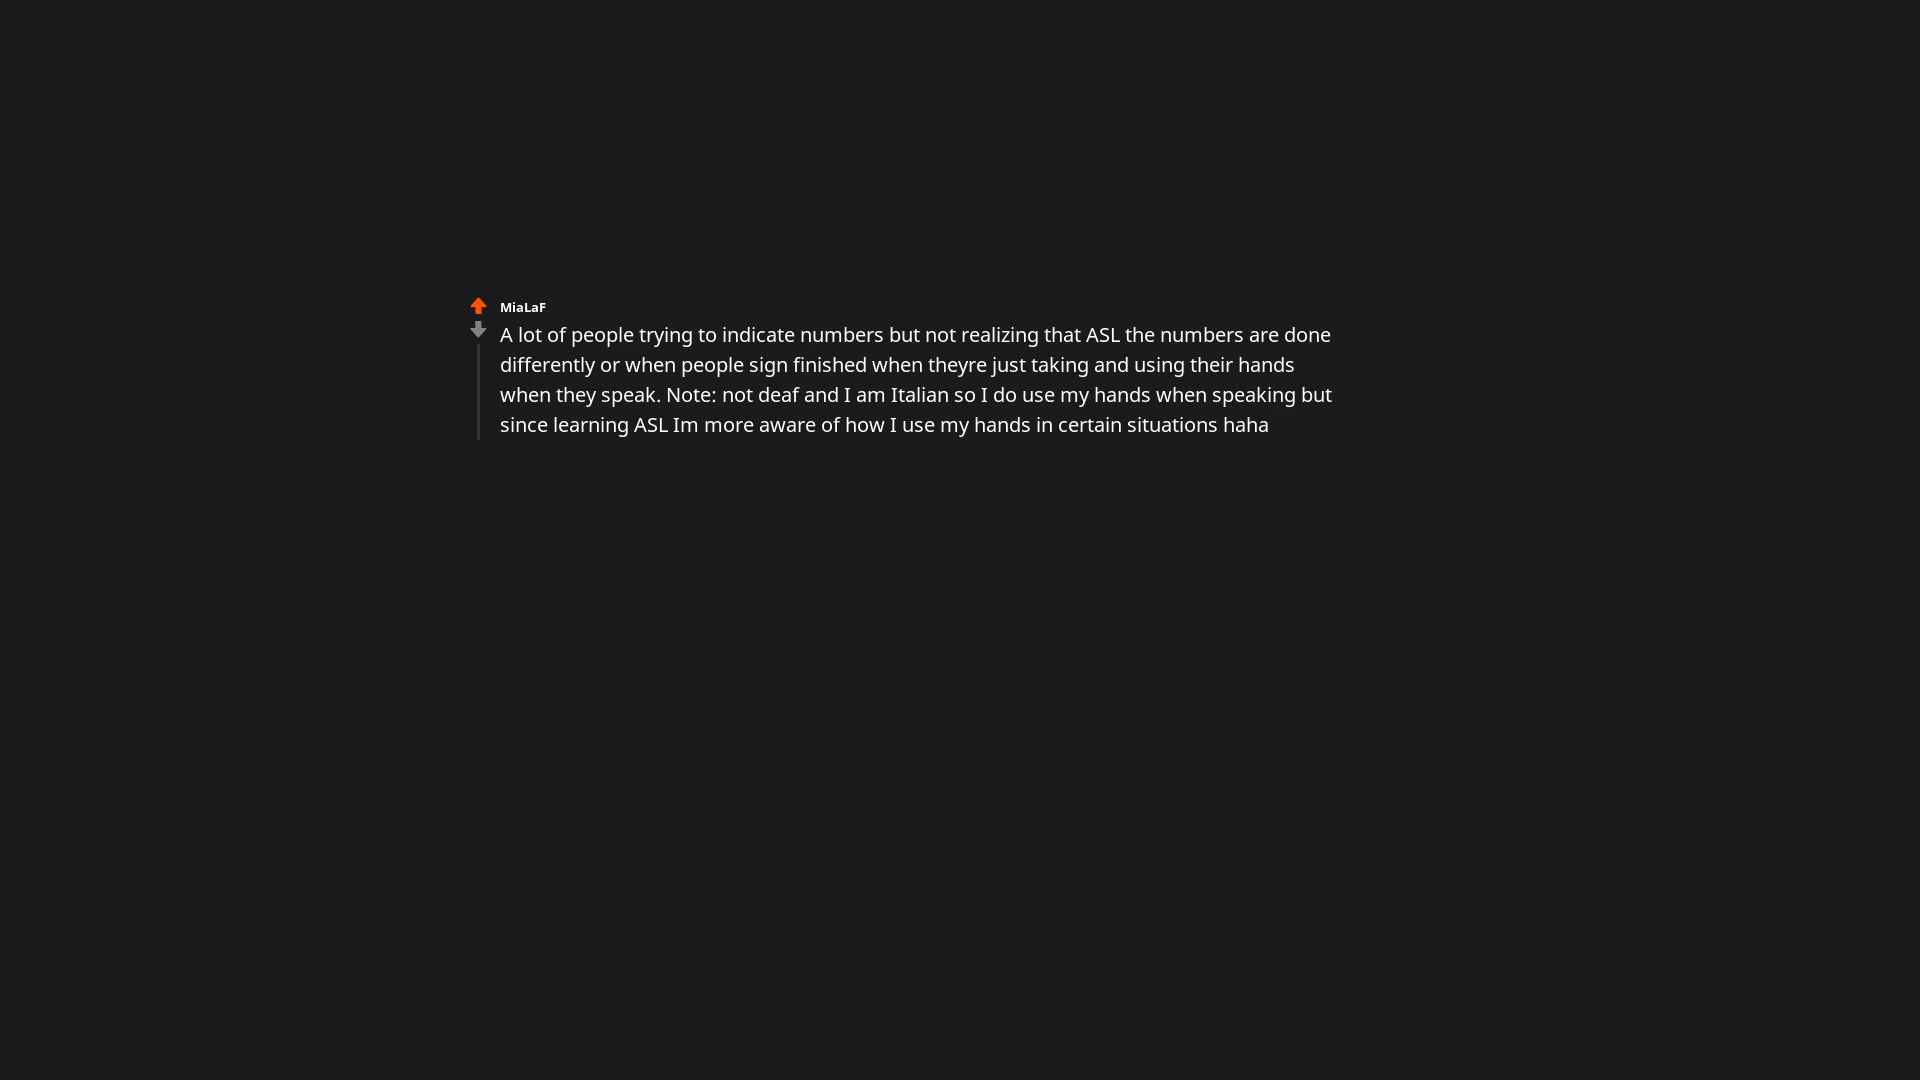 MiaLaF
A lot of people trying to indicate numbers but not realizing that ASL the numbers are done
differently or when people sign finished when theyre just taking and using their hands
when they speak. Note: not deaf and I am Italian so I do use my hands when speaking but
since learning ASL Im more aware of how I use my hands in certain situations haha